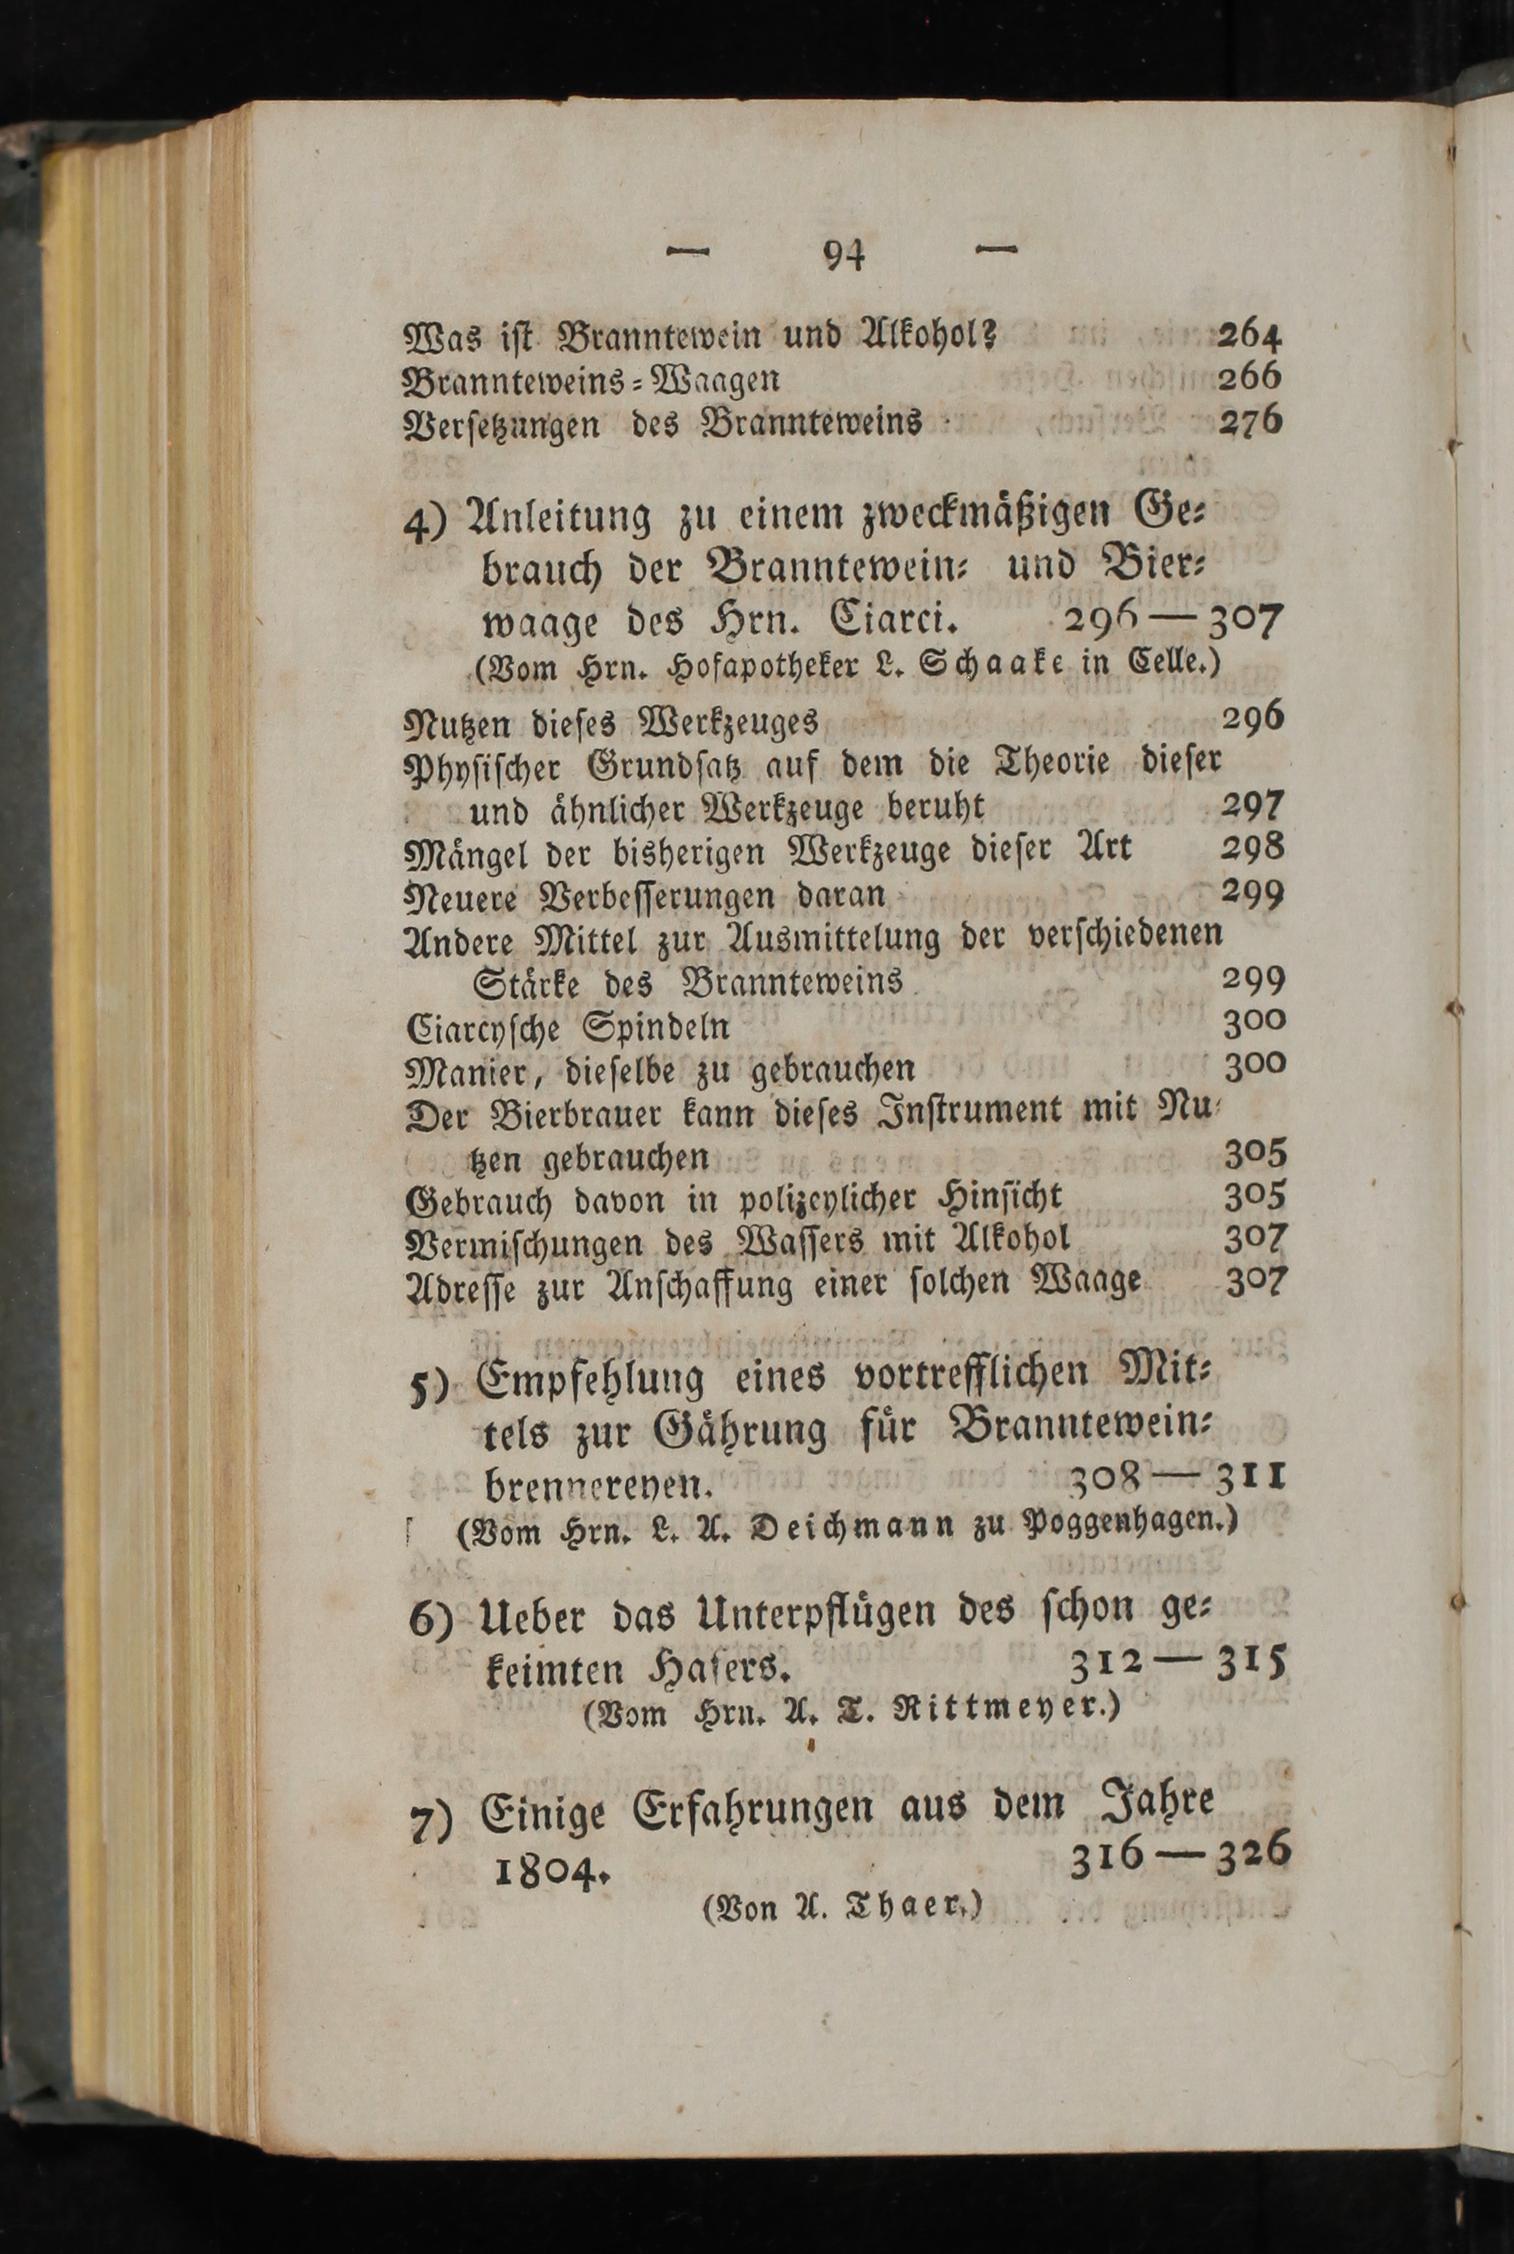 — 94 —
Was ist Branntewein und Alkohol? 264
Brannteweins=Waagen 266
Versetzungen des Brannteweins 276
4) Anleitung zu einem zweckmäßigen Ge=
brauch der Branntewein= und Bier=
waage des Hrn. Ciarci. 296 — 307
(Vom Hrn. Hofapotheker L. Schaake in Celle.)
Nutzen dieses Werkzeuges 296
Physischer Grundsatz auf dem die Theorie dieser
und ähnlicher Werkzeuge beruht 297
Mängel der bisherigen Werkzeuge dieser Art 298
Neuere Verbesserungen daran 299
Andere Mittel zur Ausmittelung der verschiedenen
Stärke des Brannteweins 299
Ciarcysche Spindeln 300
Manier, dieselbe zu gebrauchen 300
Der Bierbrauer kann dieses Instrument mit Nu=
tzen gebrauchen 305
Gebrauch davon in polizeylicher Hinsicht 305
Vermischungen des Wassers mit Alkohol 307
Adresse zur Anschaffung einer solchen Waage 307
5) Empfehlung eines vortrefflichen Mit=
tels zur Gährung für Branntewein=
brennereyen. 308 — 311
(Vom Hrn. L. A. Deichmann zu Poggenhagen.)
6) Ueber das Unterpflügen des schon ge=
keimten Hafers. 312 — 315
(Vom Hrn. A. T. Rittmeyer.)
7) Einige Erfahrungen aus dem Jahre
1804. 316 — 326
(Von A. Thaer.)